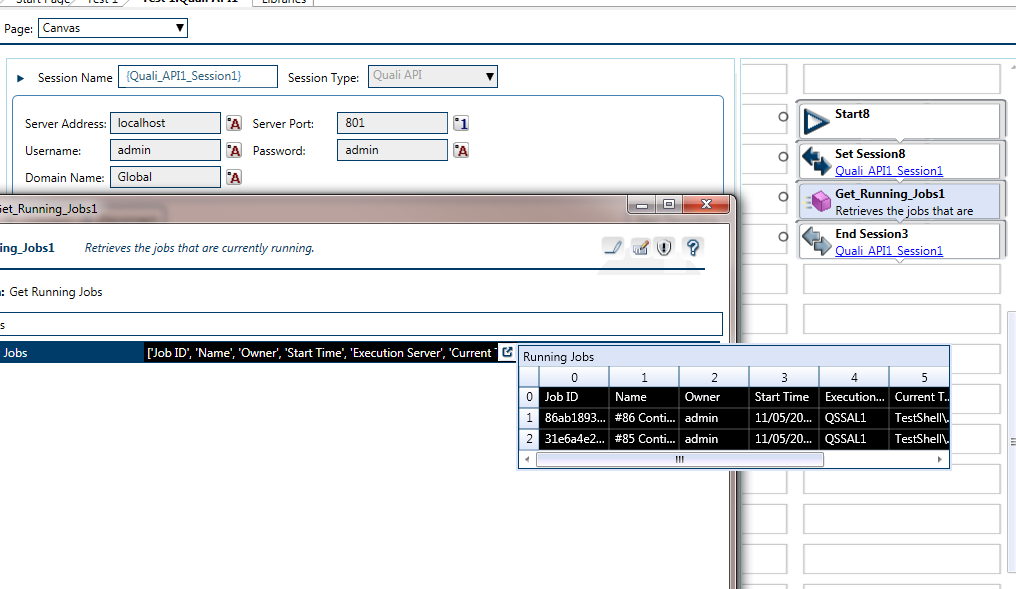 Start Page
Test 1
Libraries
Page: Canvas
Session Name {Quali_API1_Session1} Session Type: Quali API
Server Address: localhost A Server Port: 801 1
Username: admin A Password: admin A
Domain Name: Global A
Start8
Set Session8
Quali_API1_Session1
Get_Running_Jobs1
Retrieves the jobs that are
End Session3
Quali_API1_Session1
et_Running_Jobs1
ng_Jobs1 Retrieves the jobs that are currently running.
: Get Running Jobs
s
Jobs ['Job ID', 'Name', 'Owner', 'Start Time', 'Execution Server', 'Current T
Running Jobs
0 1 2 3 4 5
0 Job ID Name Owner Start Time Execution... Current T...
1 86ab1893... #86 Conti... admin 11/05/20... QSSAL1 TestShell\
2 31e6a4e2... #85 Conti... admin 11/05/20... QSSAL1 TestShell\